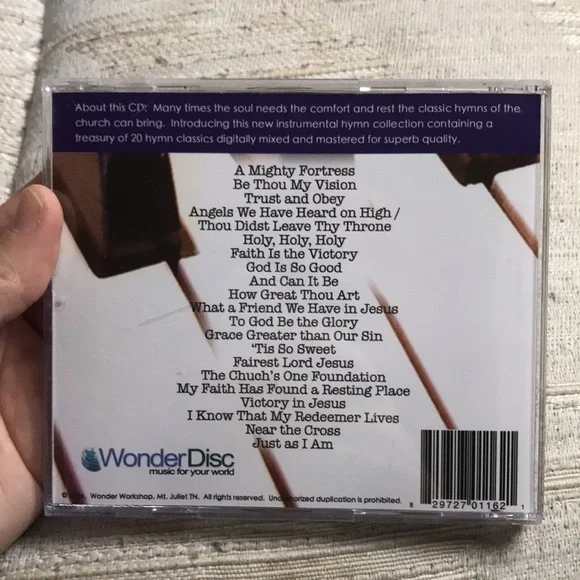 About this CD: Many times the soul needs the comfort and rest the classic hymns of the
church can bring. Introducing this new instrumental hymn collection containing a
treasury of 20 hymn classics digitally mixed and mastered for superb quality.
A Mighty Fortress
Be Thou My Vision
Trust and Obey
Angels We Have Heard on High /
Thou Didst Leave Thy Throne
Holy, Holy, Holy
Faith Is the Victory
God Is So Good
And Can It Be
How Great Thou Art
What a Friend We Have in Jesus
To God Be the Glory
Grace Greater than Our Sin
'Tis So Sweet
Fairest Lord Jesus
The Chuch's One Foundation
My Faith Has Found a Resting Place
Victory in Jesus
I Know That My Redeemer Lives
Near the Cross
Just as I Am
WonderDisc
music for your world
© Wonder Workshop, Mt. Juliet TN. All rights reserved. Unauthorized duplication is prohibited.
8 29727 01162 1